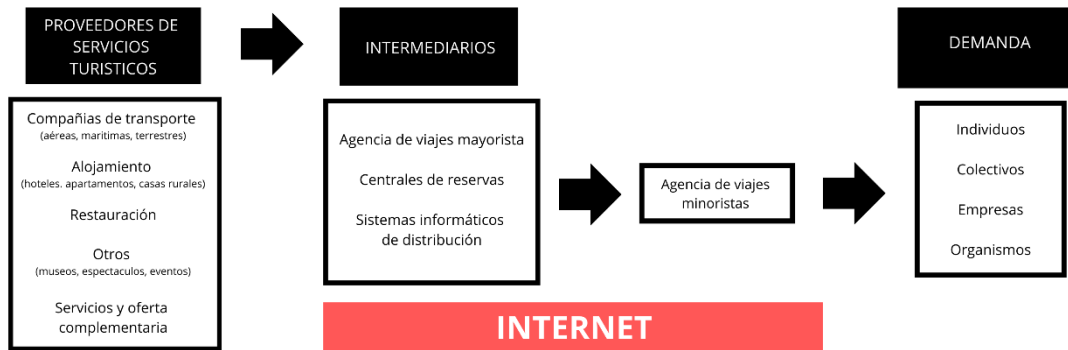 PROVEEDORES DE
SERVICIOS
TURISTICOS
Compañias de transporte
(aéreas, maritimas, terrestres)
Alojamiento
(hoteles. apartamentos, casas rurales)
Restauración
Otros
(museos, espectaculos, eventos)
Servicios y oferta
complementaria
INTERMEDIARIOS
Agencia de viajes mayorista
Centrales de reservas
Sistemas informáticos
de distribución
Agencia de viajes
minoristas
DEMANDA
Individuos
Colectivos
Empresas
Organismos
INTERNET